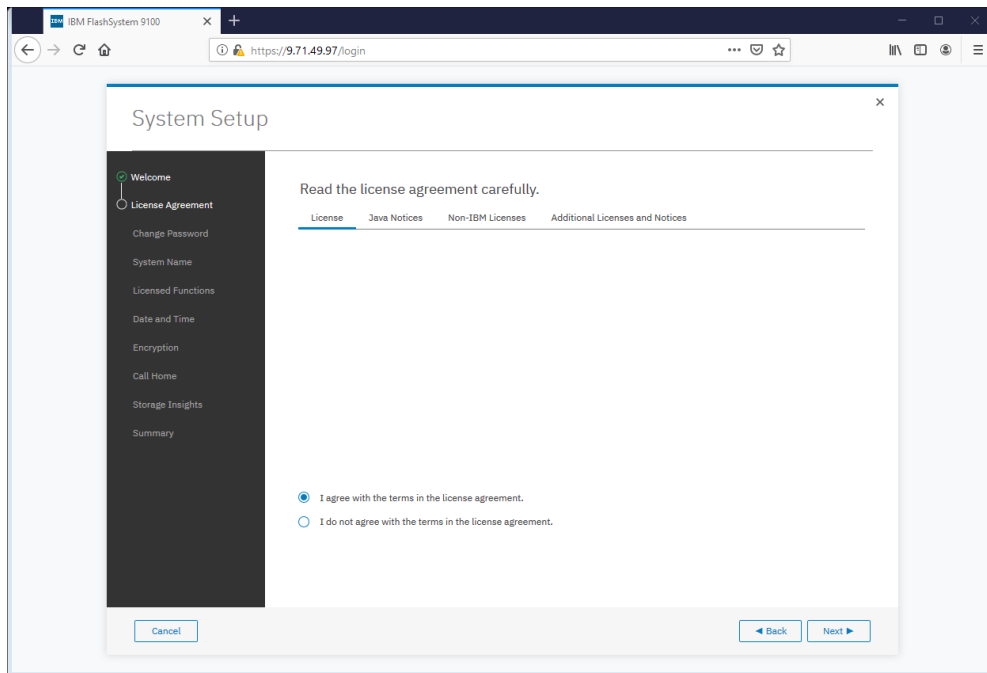 IBM IBM FlashSystem 9100
https://9.71.49.97/login
System Setup
Welcome
License Agreement
Change Password
System Name
Licensed Functions
Date and Time
Encryption
Call Home
Storage Insights
Summary
Read the license agreement carefully.
License Java Notices Non-IBM Licenses Additional Licenses and Notices
I agree with the terms in the license agreement.
I do not agree with the terms in the license agreement.
Cancel Back Next